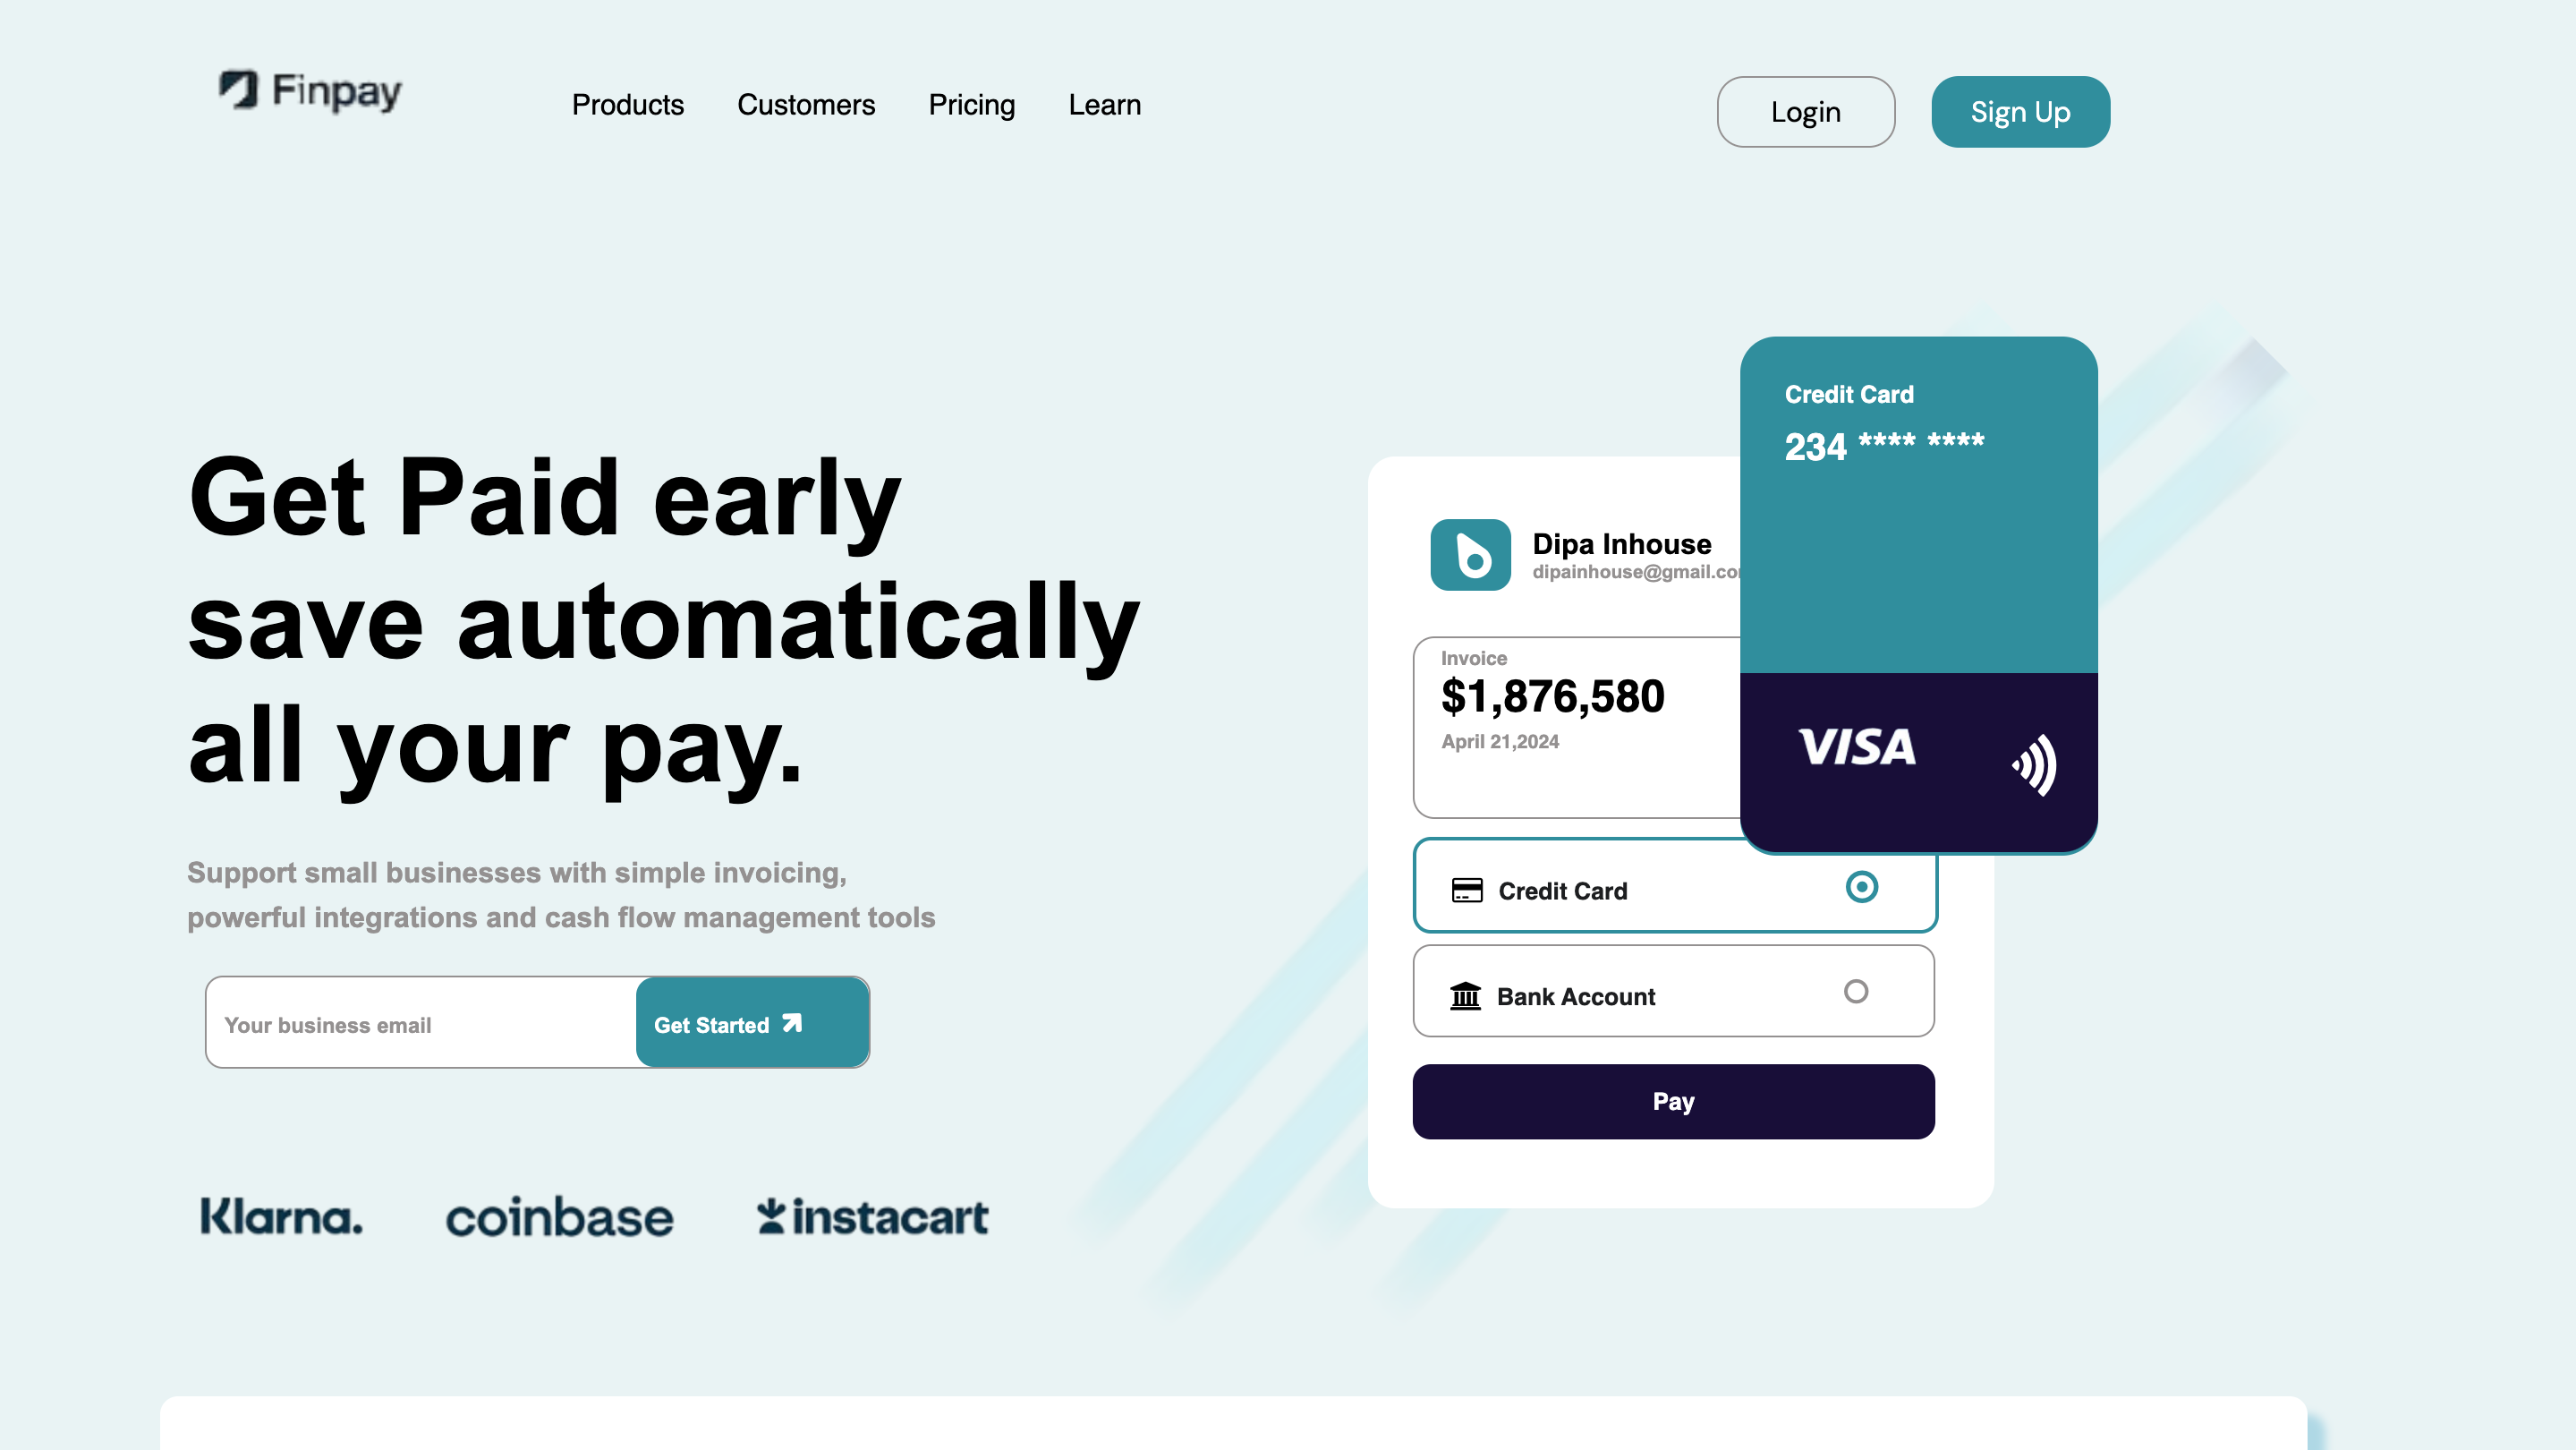 Finpay
Products Customers Pricing Learn
Login Sign Up
Get Paid early
save automatically
all your pay.
Support small businesses with simple invoicing,
powerful integrations and cash flow management tools
Your business email
Get Started
Klarna. coinbase instacart
Credit Card
234 **** ****
VISA
Dipa Inhouse
dipainhouse@gmail.co
Invoice
$1,876,580
April 21,2024
Credit Card
Bank Account
Pay